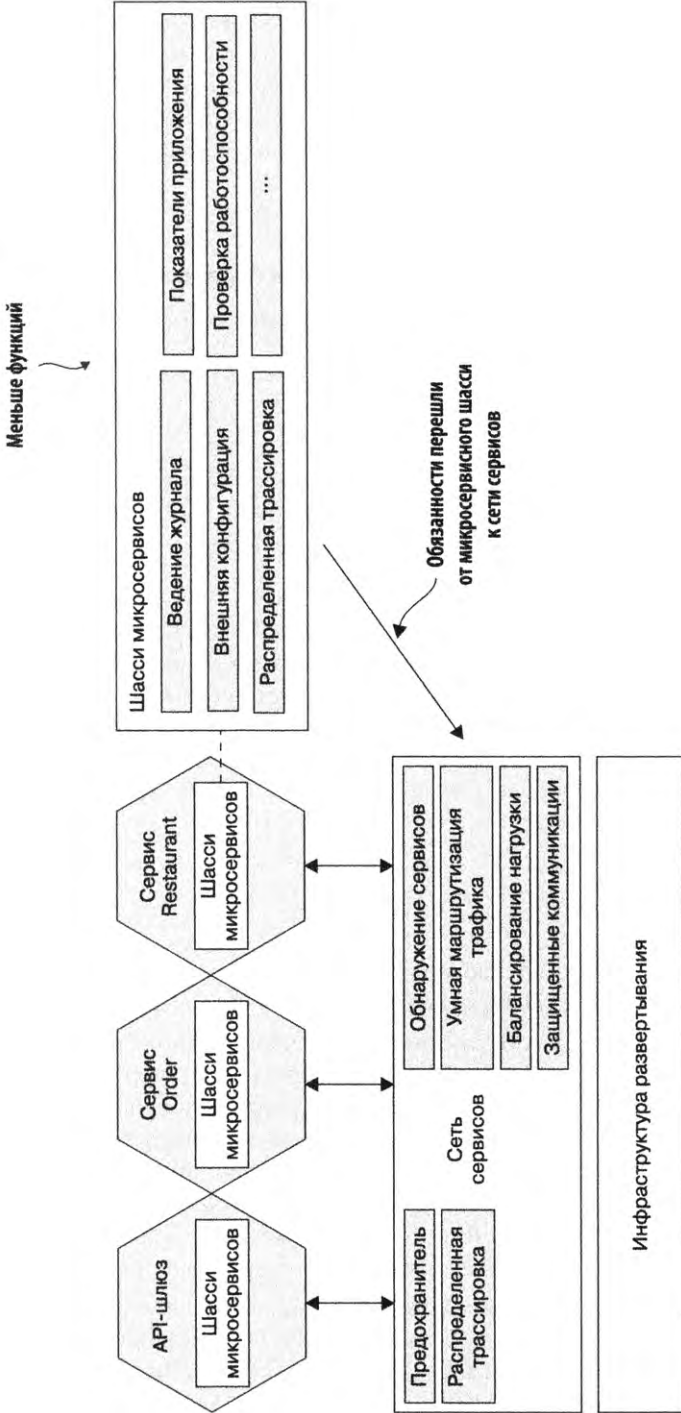 Меньше функций
Шасси микросервисов
Ведение журнала
Показатели приложения
Внешняя конфигурация
Проверка работоспособности
Распределенная трассировка
...
API-шлюз
Шасси
микросервисов
Сервис
Order
Шасси
микросервисов
Сервис
Restaurant
Шасси
микросервисов
Обязанности перешли
от микросервисного шасси
к сети сервисов
Предохранитель
Распределенная
трассировка
Сеть
сервисов
Обнаружение сервисов
Умная маршрутизация
трафика
Балансирование нагрузки
Защищенные коммуникации
Инфраструктура развертывания